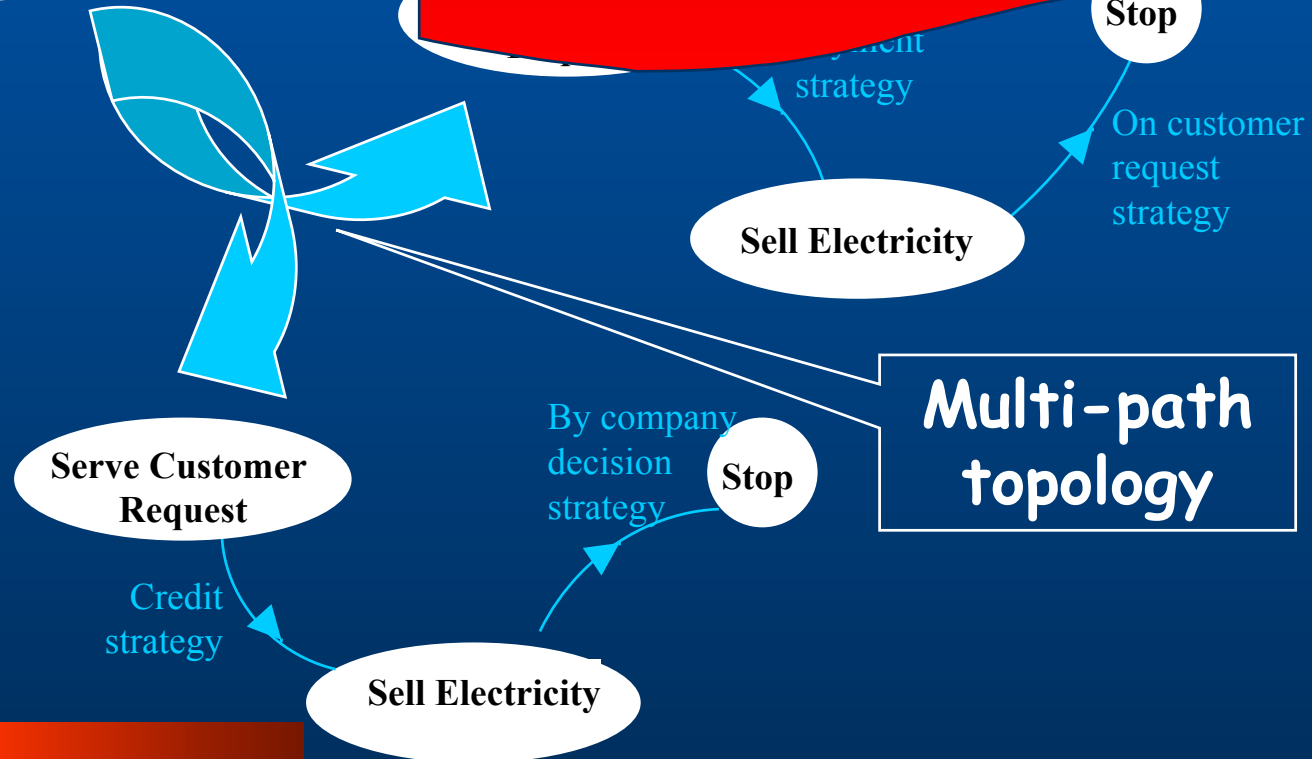 Stop
strategy
On customer
request
strategy
Sell Electricity
Multi-path
topology
By company
decision
strategy
Stop
Serve Customer
Request
Credit
strategy
Sell Electricity